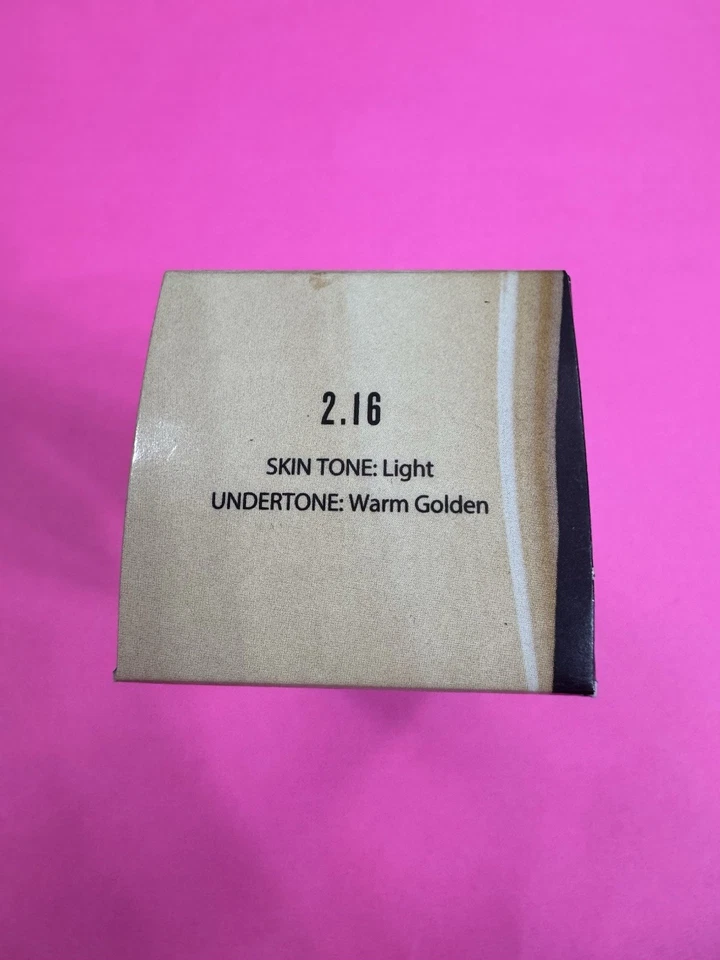 2.16
SKIN TONE: Light
UNDERTONE: Warm Golden